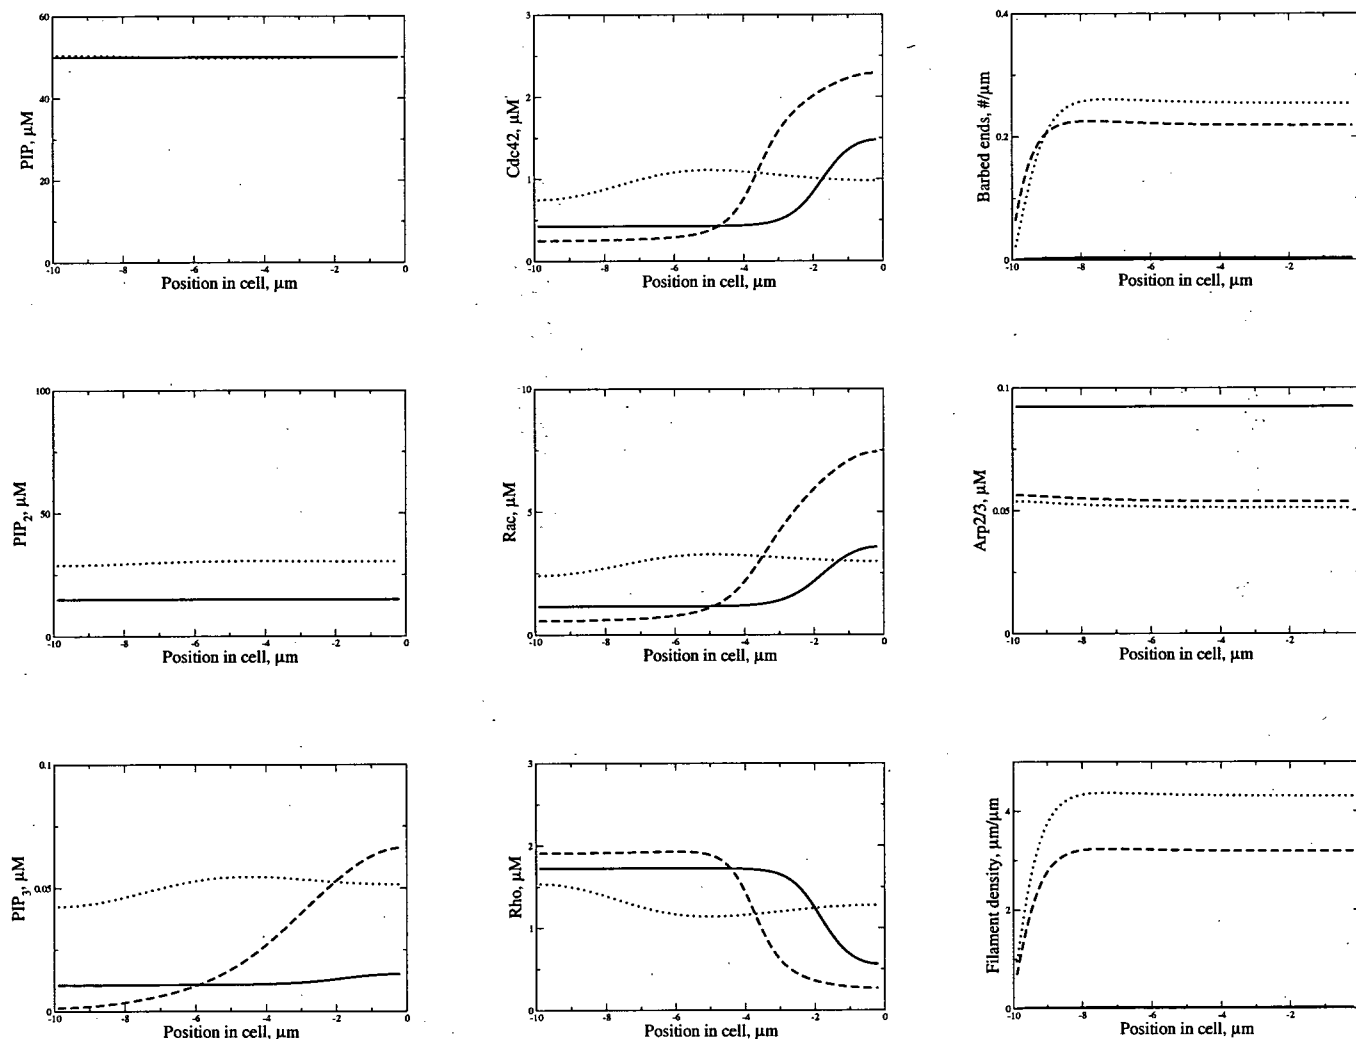 60
40
20
0
PIP, μM
-10 -8 -6 -4 -2 0
Position in cell, μm
3
2
1
0
Cdc42, μM
-10 -8 -6 -4 -2 0
Position in cell, μm
0.4
0.2
0
Barbed ends, #/μm
-10 -8 -6 -4 -2
Position in cell, μm
100
50
0
PIP2, μM
-10 -8 -6 -4 -2 0
Position in cell, μm
10
5
0
Rac, μM
-10 -8 -6 -4 -2 0
Position in cell, μm
0.1
0.05
0
Arp2/3, μM
-10 -8 -6 -4 -2
Position in cell, μm
0.1
0.05
0
PIP3, μM
-10 -8 -6 -4 -2 0
Position in cell, μm
3
2
1
0
Rho, μM
-10 -8 -6 -4 -2 0
Position in cell, μm
4
2
0
Filament density, μm/μm
-10 -8 -6 -4 -2
Position in cell, μm